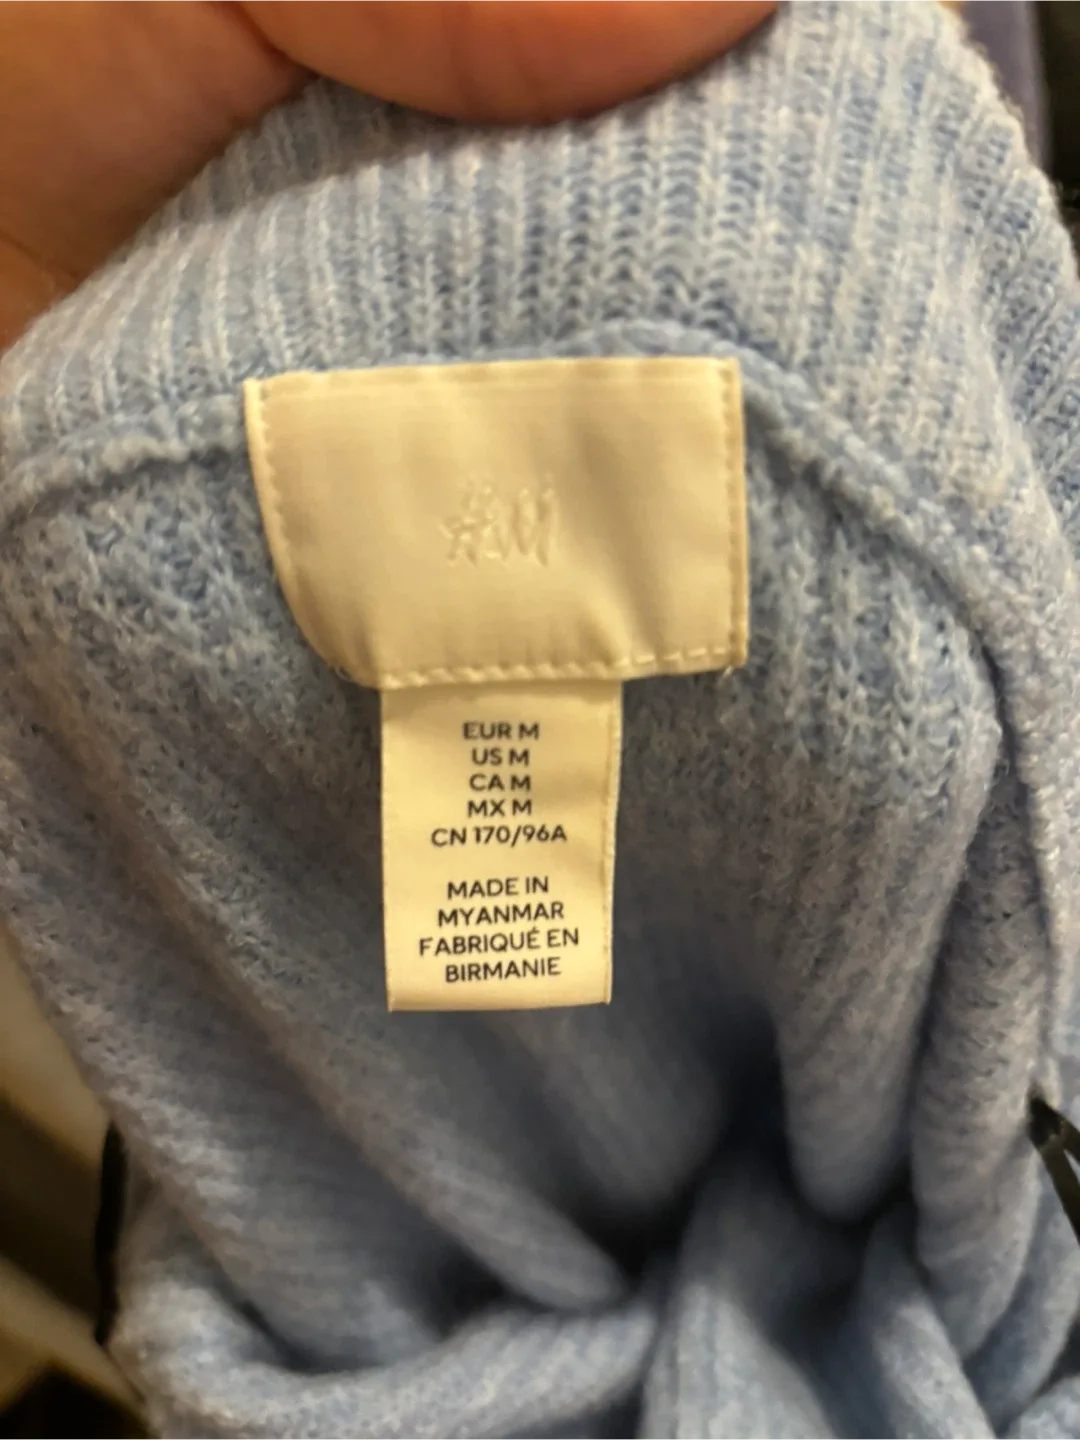 H&M
EUR M
US M
CA M
MX M
CN 170/96A
MADE IN
MYANMAR
FABRIQUÉ EN
BIRMANIE